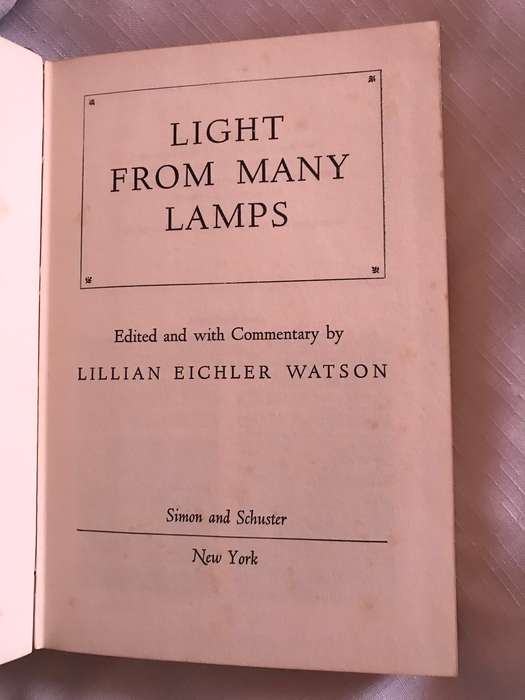 LIGHT
FROM MANY
LAMPS
Edited and with Commentary by
LILLIAN EICHLER WATSON
Simon and Schuster
New York